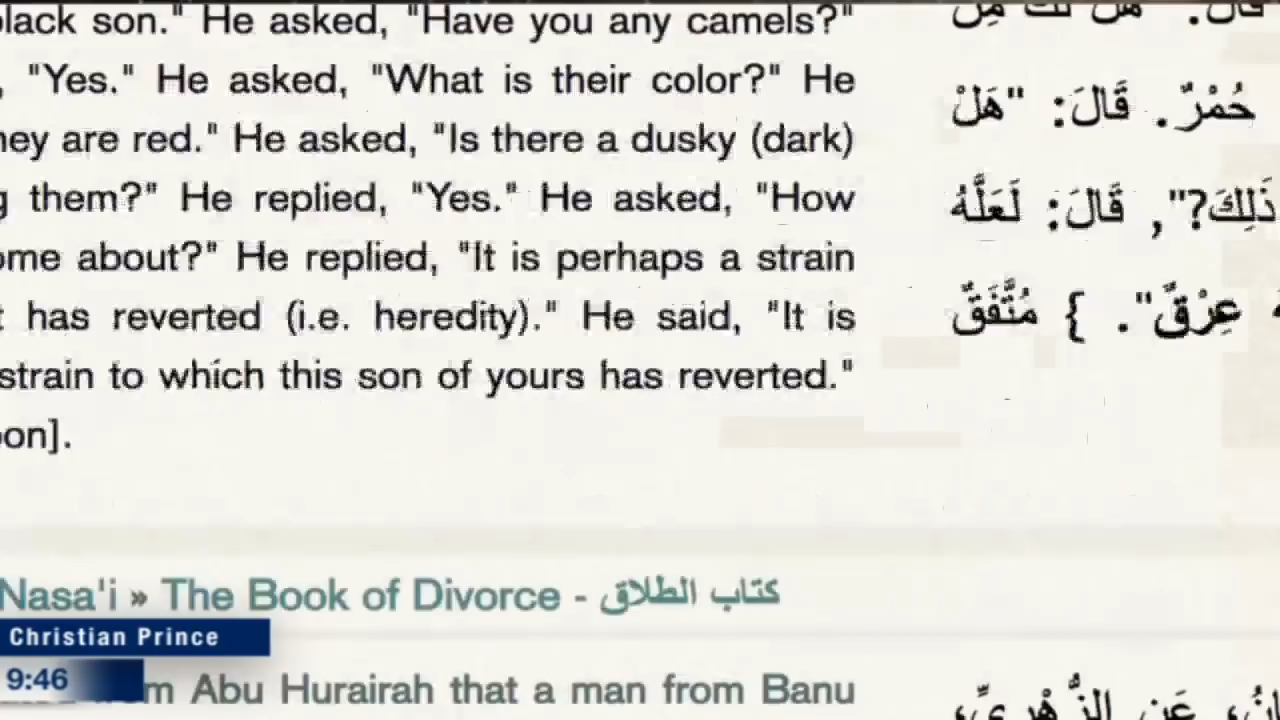 black son." He asked, "Have you any camels?"
, "Yes." He asked, "What is their color?" He
hey are red." He asked, "Is there a dusky (dark)
g them?" He replied, "Yes." He asked, "How
ome about?" He replied, "It is perhaps a strain
t has reverted (i.e. heredity)." He said, "It is
strain to which this son of yours has reverted."
oon].
قَالَ: "هَلْ لَكَ مِنْ
حُمْرٌ. قَالَ: "هَلْ
ذَلِكَ?", قَالَ: لَعَلَّهُ
عِرْقٌ". } مُتَّفَقٌ
Nasa'i » The Book of Divorce - كتاب الطلاق
Christian Prince
9:46
m Abu Hurairah that a man from Banu
عَنِ الزُّهْرِيِّ،